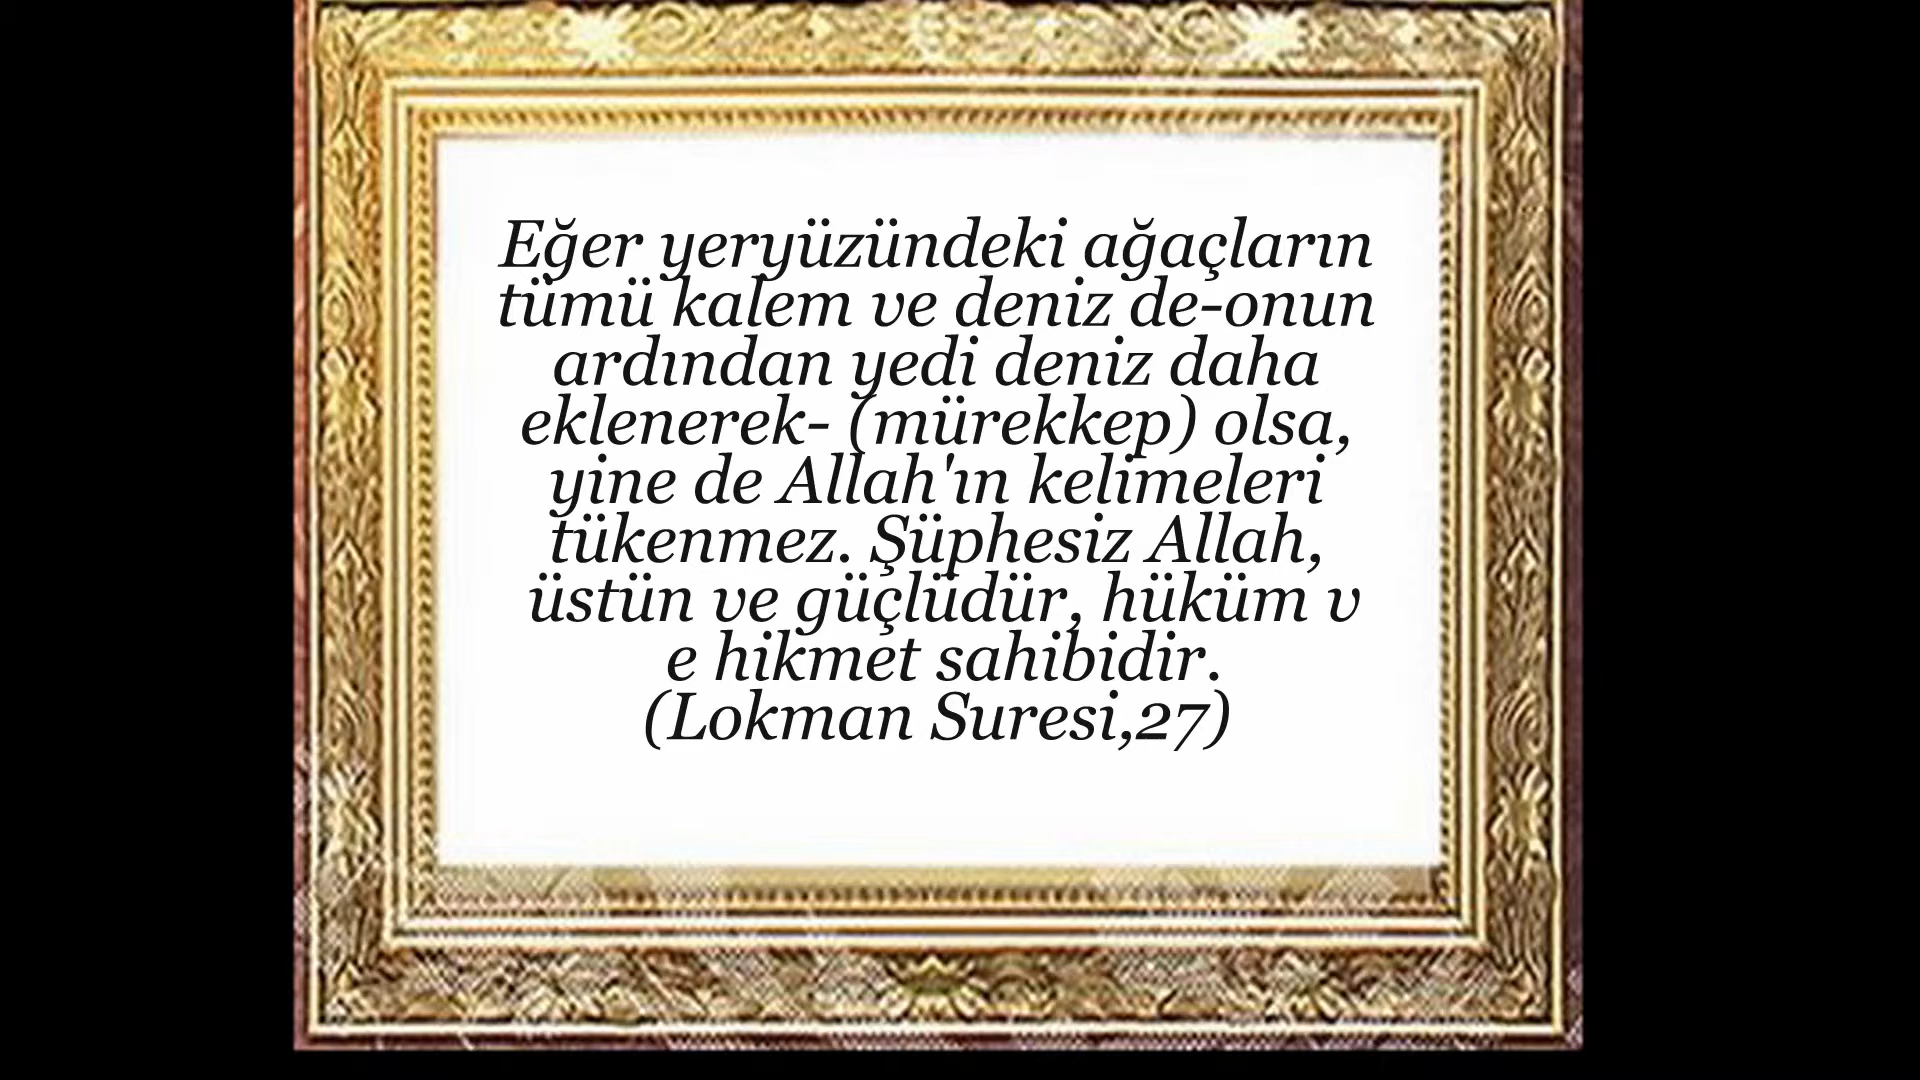 Eğer yeryüzündeki ağaçların
tümü kalem ve deniz de-onun
ardından yedi deniz daha
eklenerek- (mürekkep) olsa,
yine de Allah'ın kelimeleri
tükenmez. Şüphesiz Allah,
üstün ve güçlüdür, hüküm v
e hikmet sahibidir.
(Lokman Suresi,27)